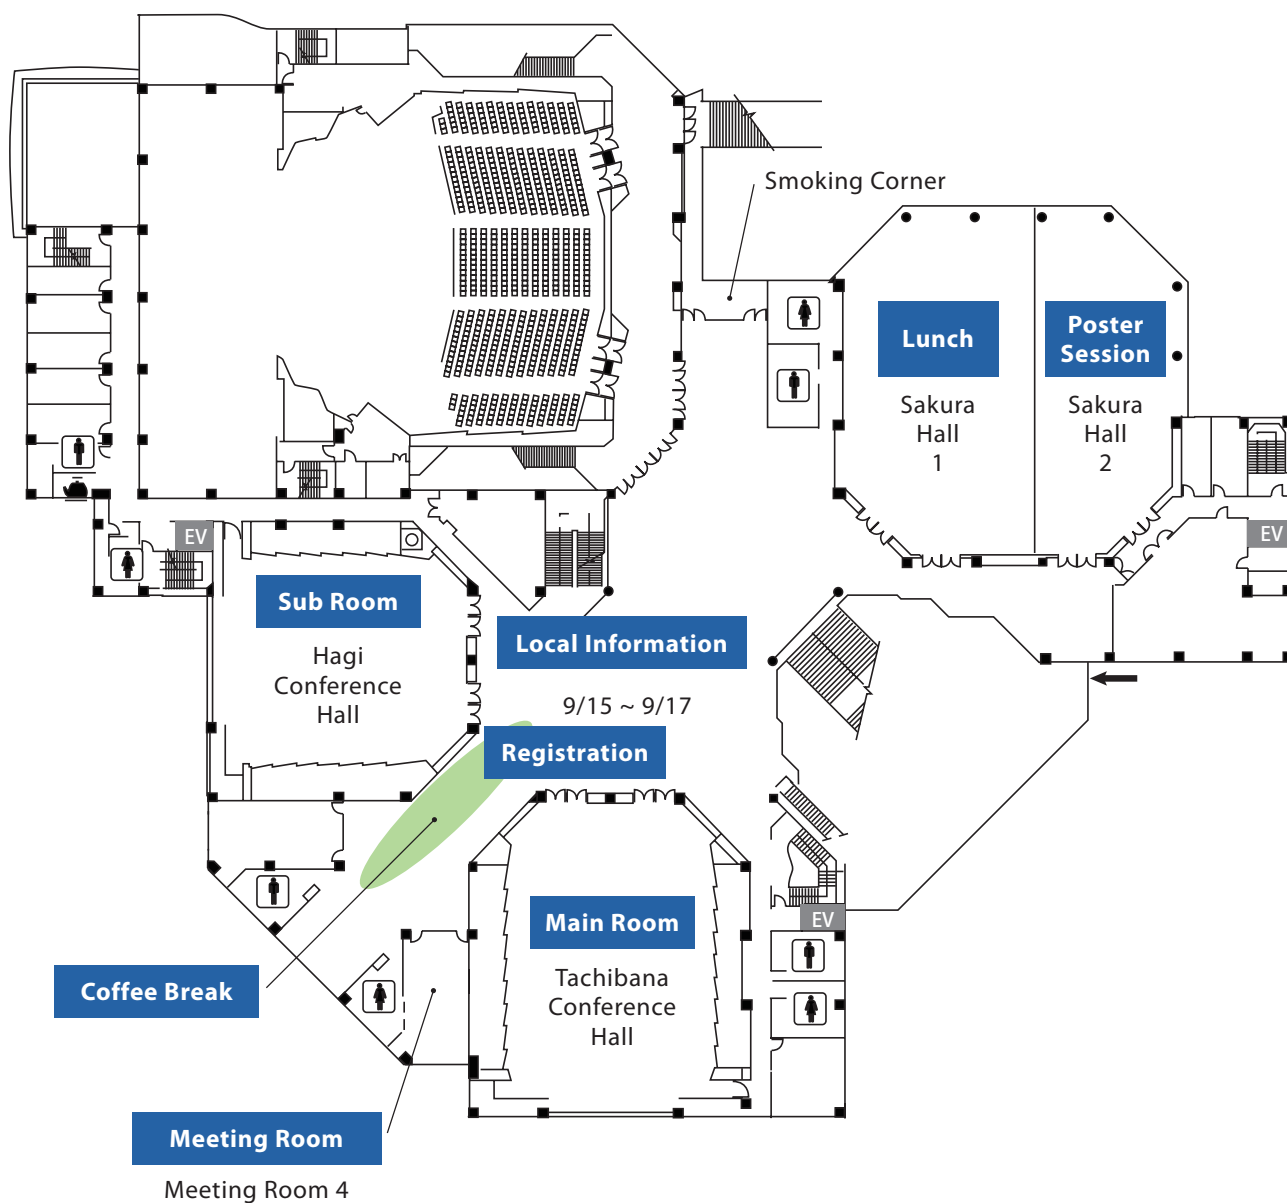 Smoking Corner
Lunch
Sakura
Hall
1
Poster
Session
Sakura
Hall
2
EV
EV
Sub Room
Hagi
Conference
Hall
Local Information
9/15 ~ 9/17
Registration
Main Room
Tachibana
Conference
Hall
EV
Coffee Break
Meeting Room
Meeting Room 4